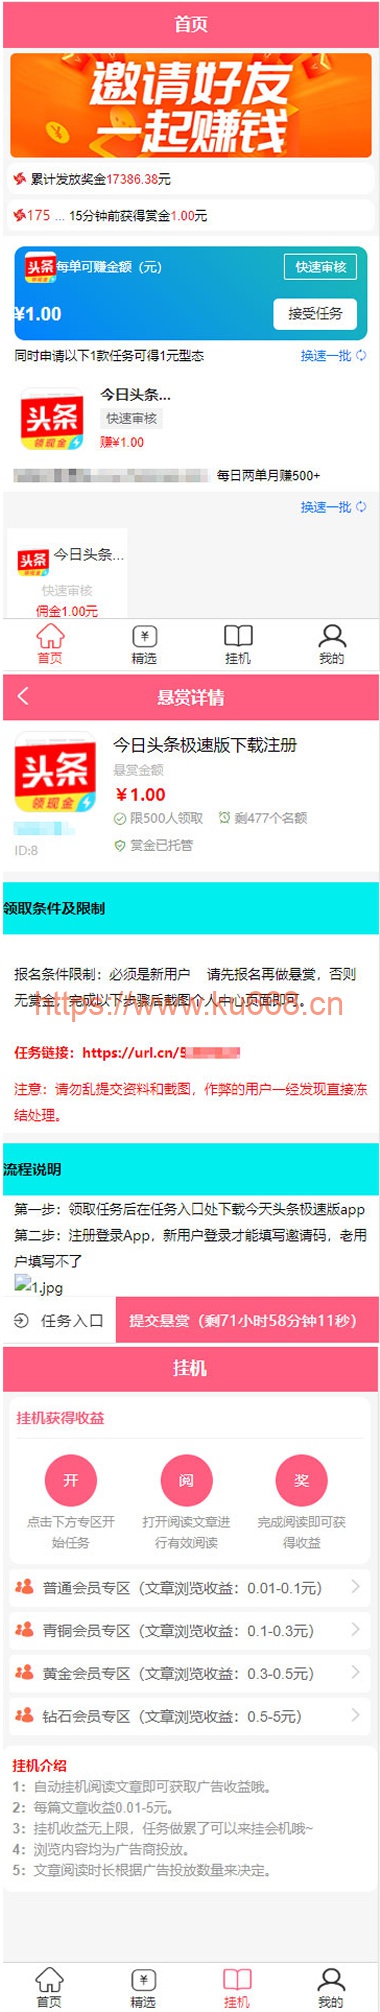 首页
邀请好友
一起赚钱
累计发放奖金17386.38元
175 ... 15分钟前获得赏金1.00元
头条
每单可赚金额（元）
快速审核
¥1.00
接受任务
同时申请以下1款任务可得1元型态
换速一批
头条
领现金
今日头条...
快速审核
赚¥1.00
每日两单月赚500+
换速一批
头条
领现金
今日头条...
快速审核
佣金1.00元
首页
精选
挂机
我的
悬赏详情
头条
领现金
今日头条极速版下载注册
悬赏金额
￥1.00
限500人领取
剩477个名额
ID:8
赏金已托管
领取条件及限制
报名条件限制：必须是新用户 请先报名再做悬赏，否则
无赏金，完成以下步骤后截图个人中心页面即可。
https://www.ku608.cn
任务链接：https://url.cn/5
注意：请勿乱提交资料和截图，作弊的用户一经发现直接冻
结处理。
流程说明
第一步：领取任务后在任务入口处下载今天头条极速版app
第二步：注册登录App，新用户登录才能填写邀请码，老用
户填写不了
1.jpg
任务入口
提交悬赏（剩71小时58分钟11秒）
挂机
挂机获得收益
开
阅
奖
点击下方专区开
始任务
打开阅读文章进
行有效阅读
完成阅读即可获
得收益
普通会员专区（文章浏览收益：0.01-0.1元）
青铜会员专区（文章浏览收益：0.1-0.3元）
黄金会员专区（文章浏览收益：0.3-0.5元）
钻石会员专区（文章浏览收益：0.5-5元）
挂机介绍
1：自动挂机阅读文章即可获取广告收益哦。
2：每篇文章收益0.01-5元。
3：挂机收益无上限，任务做累了可以来挂会机哦~
4：浏览内容均为广告商投放。
5：文章阅读时长根据广告投放数量来决定。
首页
精选
挂机
我的